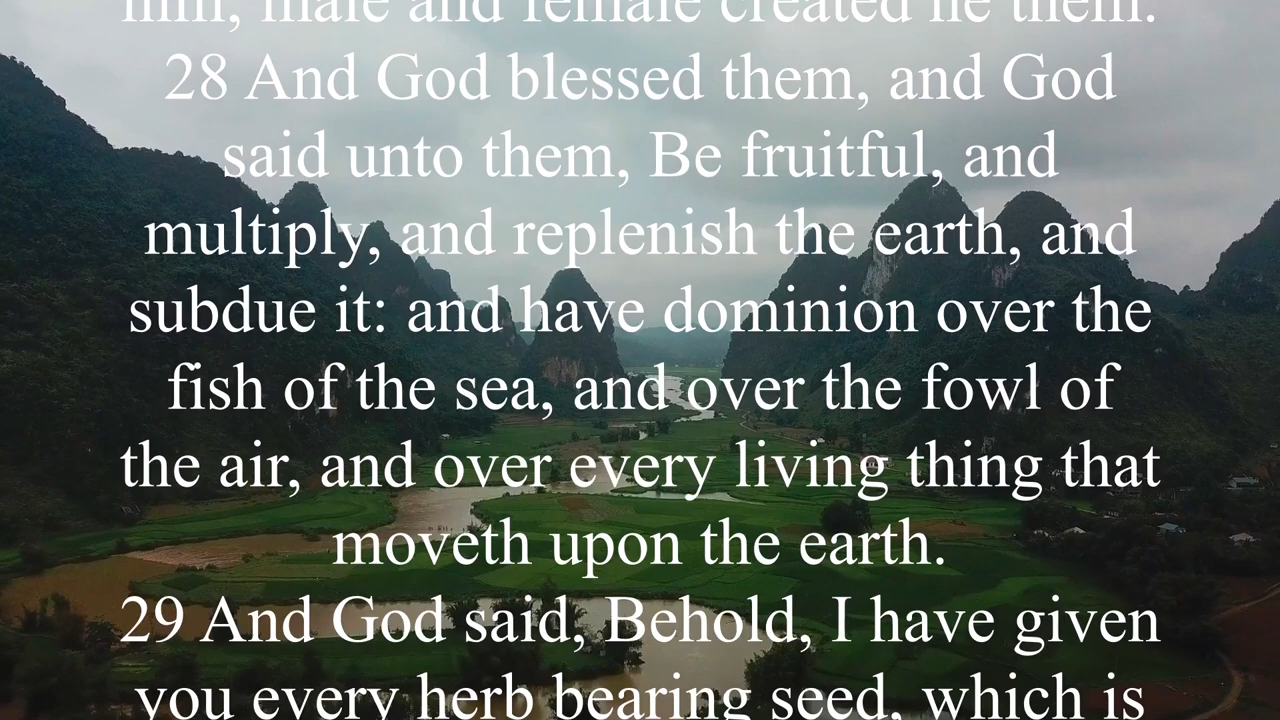 him, male and female created he them.
28 And God blessed them, and God
said unto them, Be fruitful, and
multiply, and replenish the earth, and
subdue it: and have dominion over the
fish of the sea, and over the fowl of
the air, and over every living thing that
moveth upon the earth.
29 And God said, Behold, I have given
you every herb bearing seed, which is